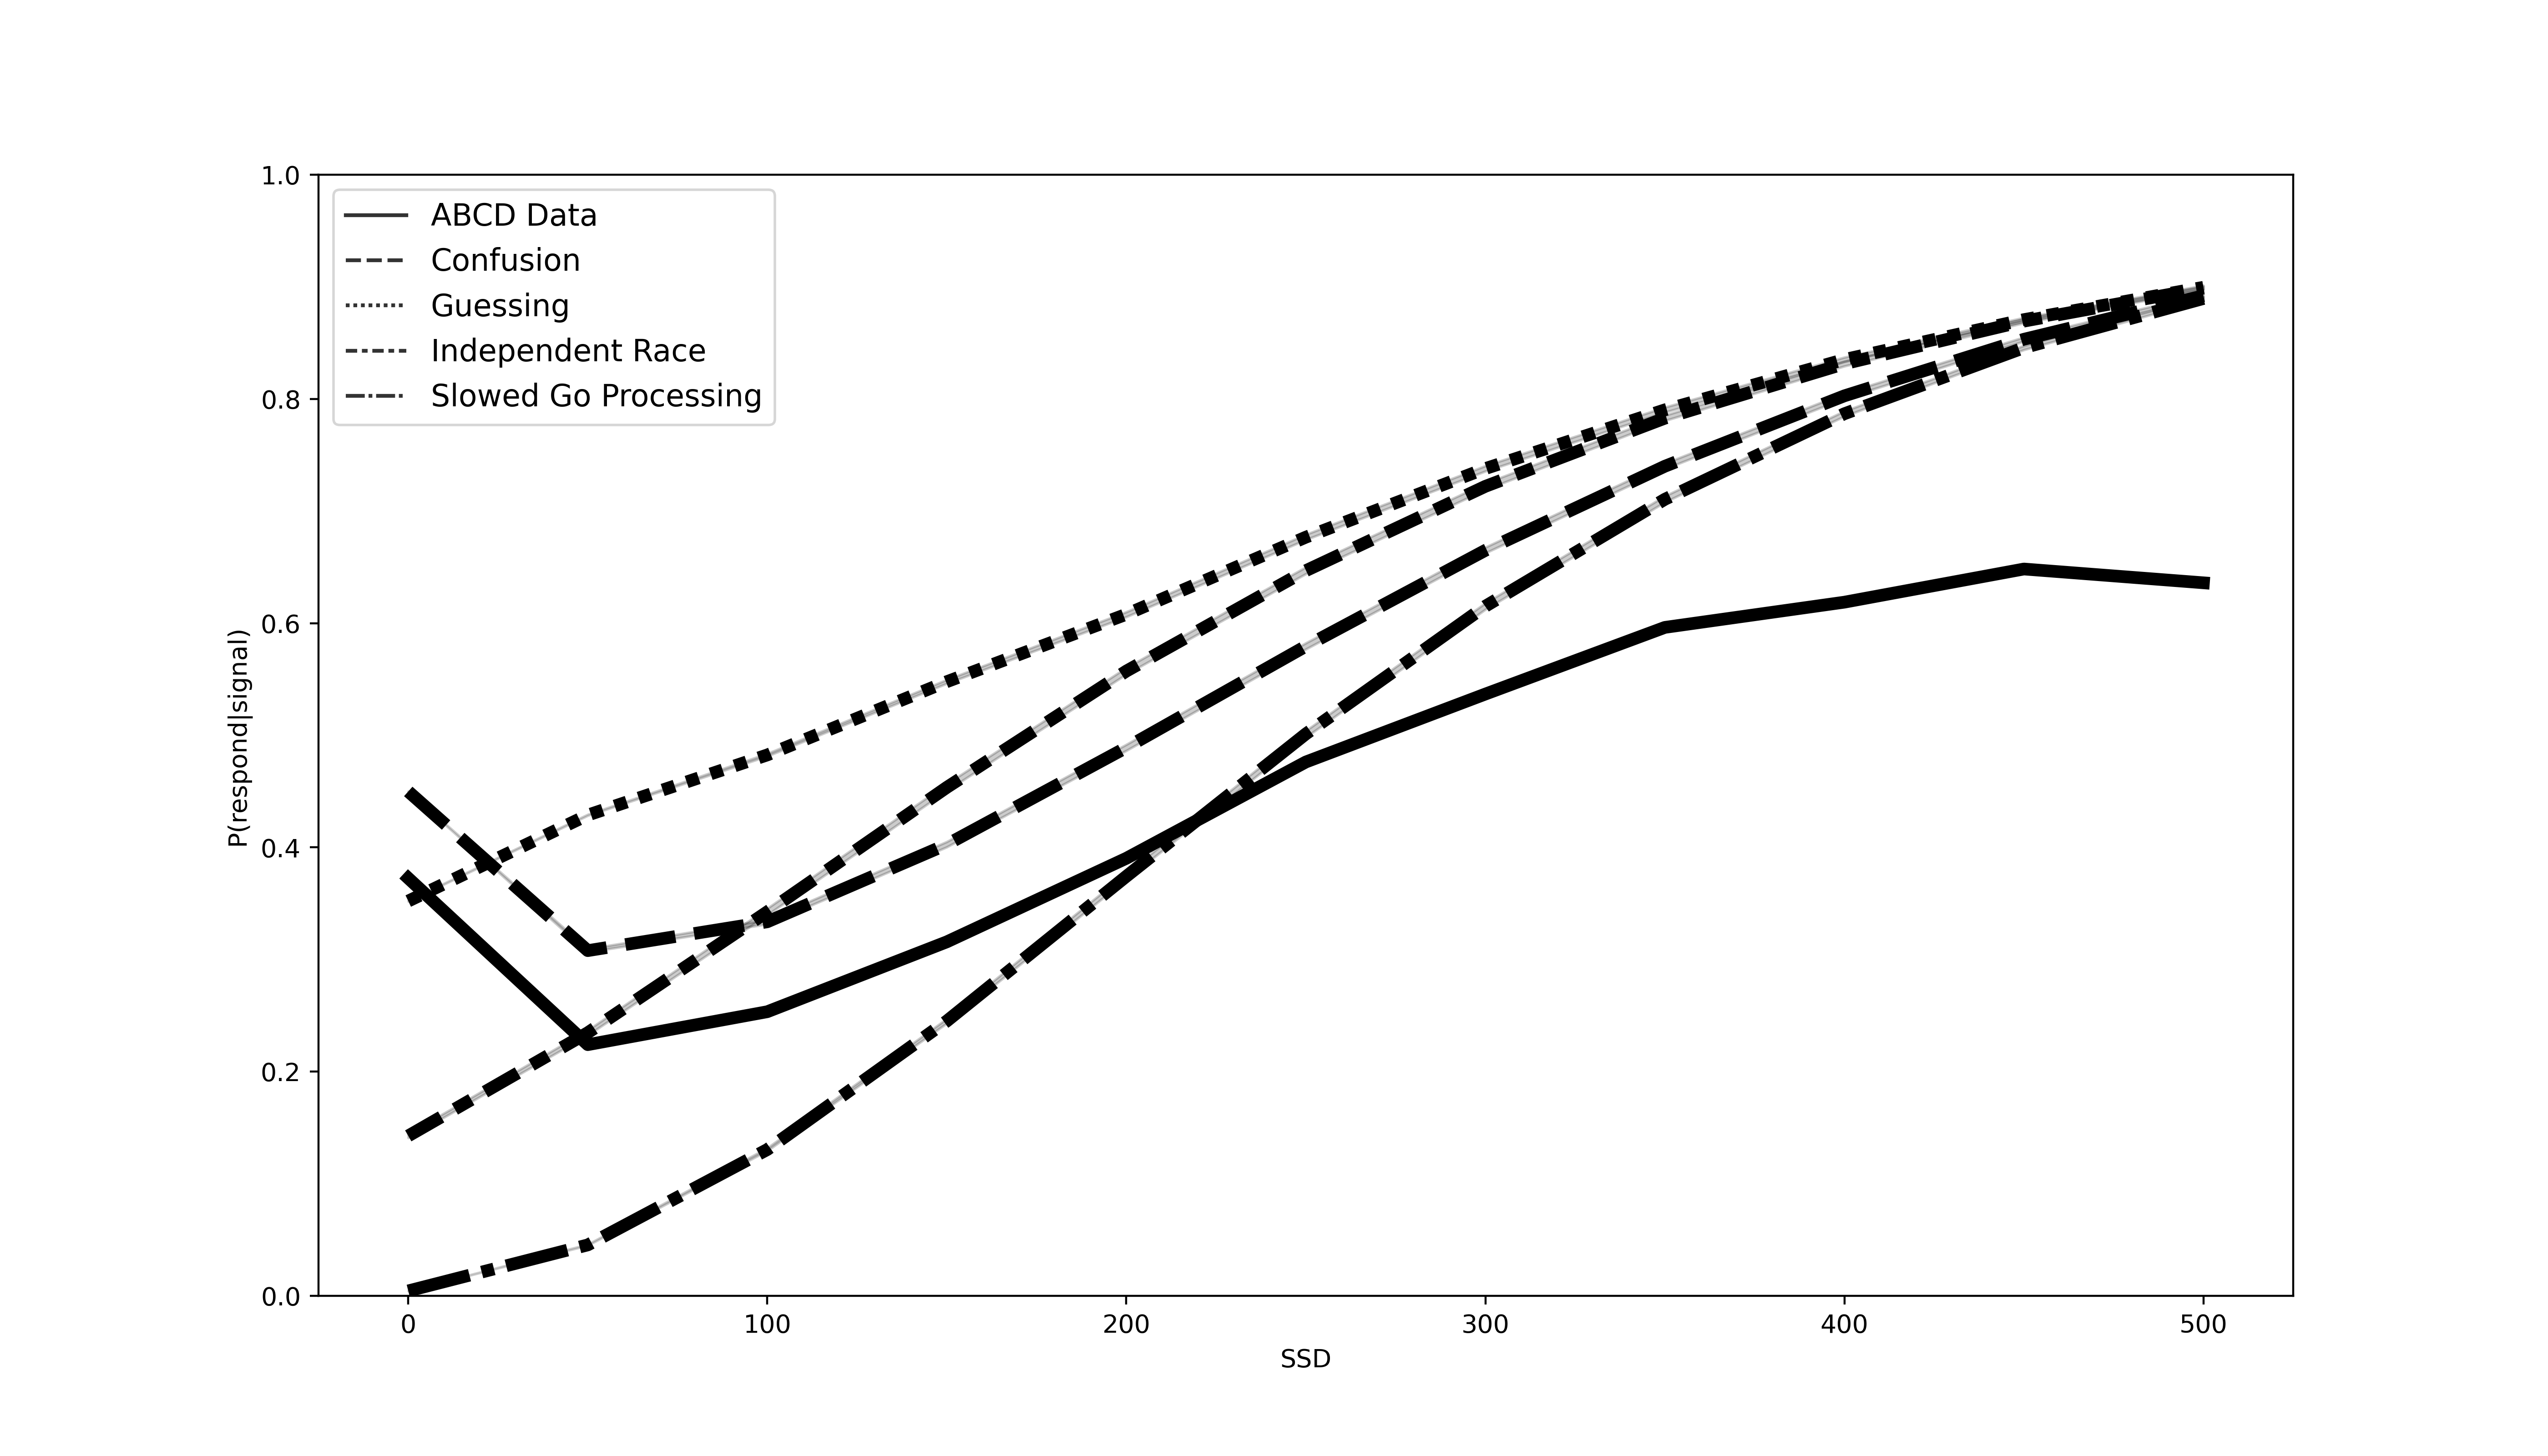 1.0
0.8
0.6
0.4
0.2
0.0
P(respond|signal)
ABCD Data
Confusion
Guessing
Independent Race
Slowed Go Processing
0 100 200 300 400 500
SSD